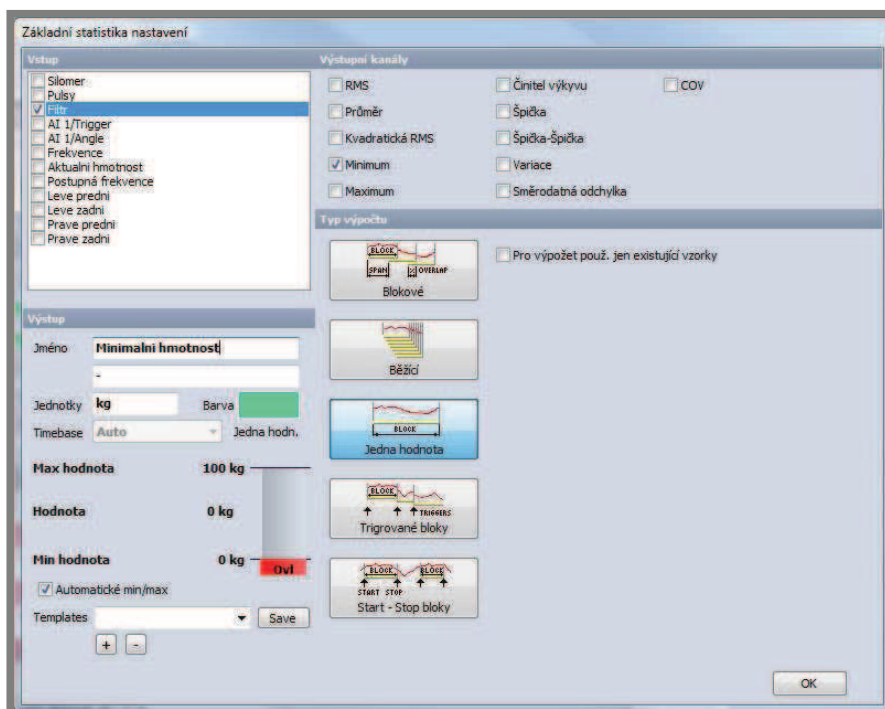 Základní statistika nastavení
Vstup
Silomer
Pulsy
Filtr
AI 1/Trigger
AI 1/Angle
Frekvence
Aktualni hmotnost
Postupná frekvence
Leve predni
Leve zadni
Prave predni
Prave zadni
Výstupní kanály
RMS
Průměr
Kvadratická RMS
Minimum
Maximum
Činitel výkyvu
Špička
Špička-Špička
Variace
Směrodatná odchylka
COV
Typ výpočtu
BLOCK
SPAN OVERLAP
Blokové
Běžící
BLOCK
Jedna hodnota
BLOCK
TRIGGERS
Trigrované bloky
BLOCK BLOCK
START STOP
Start - Stop bloky
Pro výpožet použ. jen existující vzorky
Výstup
Jméno Minimalni hmotnost
-
Jednotky kg Barva
Timebase Auto Jedna hodn.
Max hodnota 100 kg
Hodnota 0 kg
Min hodnota 0 kg
Ovl
Automatické min/max
Templates Save
+ -
OK